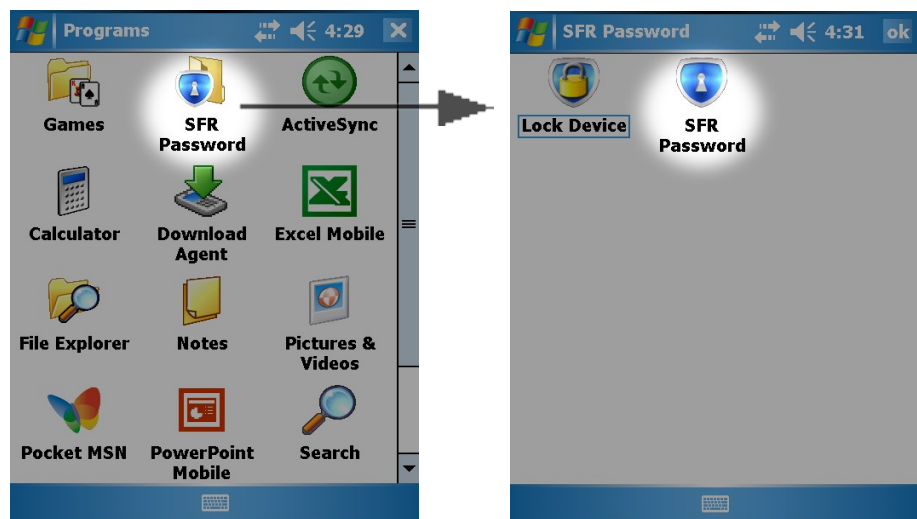 Programs 4:29
Games SFR ActiveSync
Password
Calculator Download Excel Mobile
Agent
File Explorer Notes Pictures &
Videos
Pocket MSN PowerPoint Search
Mobile
SFR Password 4:31 ok
Lock Device SFR
Password